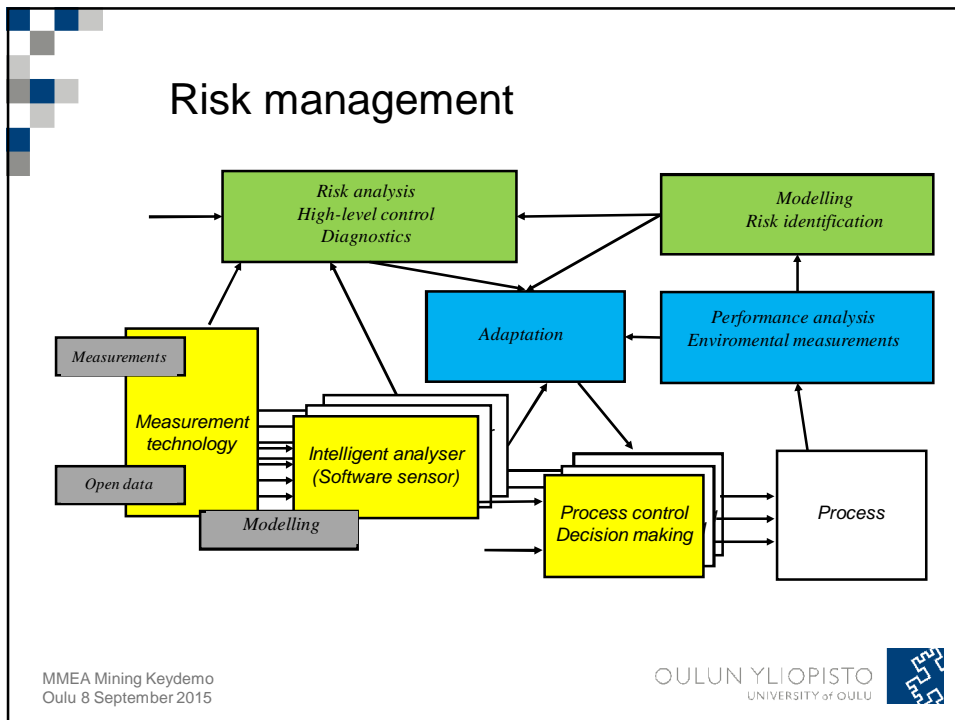 Risk management
Risk analysis
High-level control
Diagnostics
Modelling
Risk identification
Adaptation
Performance analysis
Enviromental measurements
Measurements
Measurement
technology
Open data
Intelligent analyser
(Software sensor)
Modelling
Process control
Decision making
Process
MMEA Mining Keydemo
Oulu 8 September 2015
OULUN YLIOPISTO
UNIVERSITY of OULU